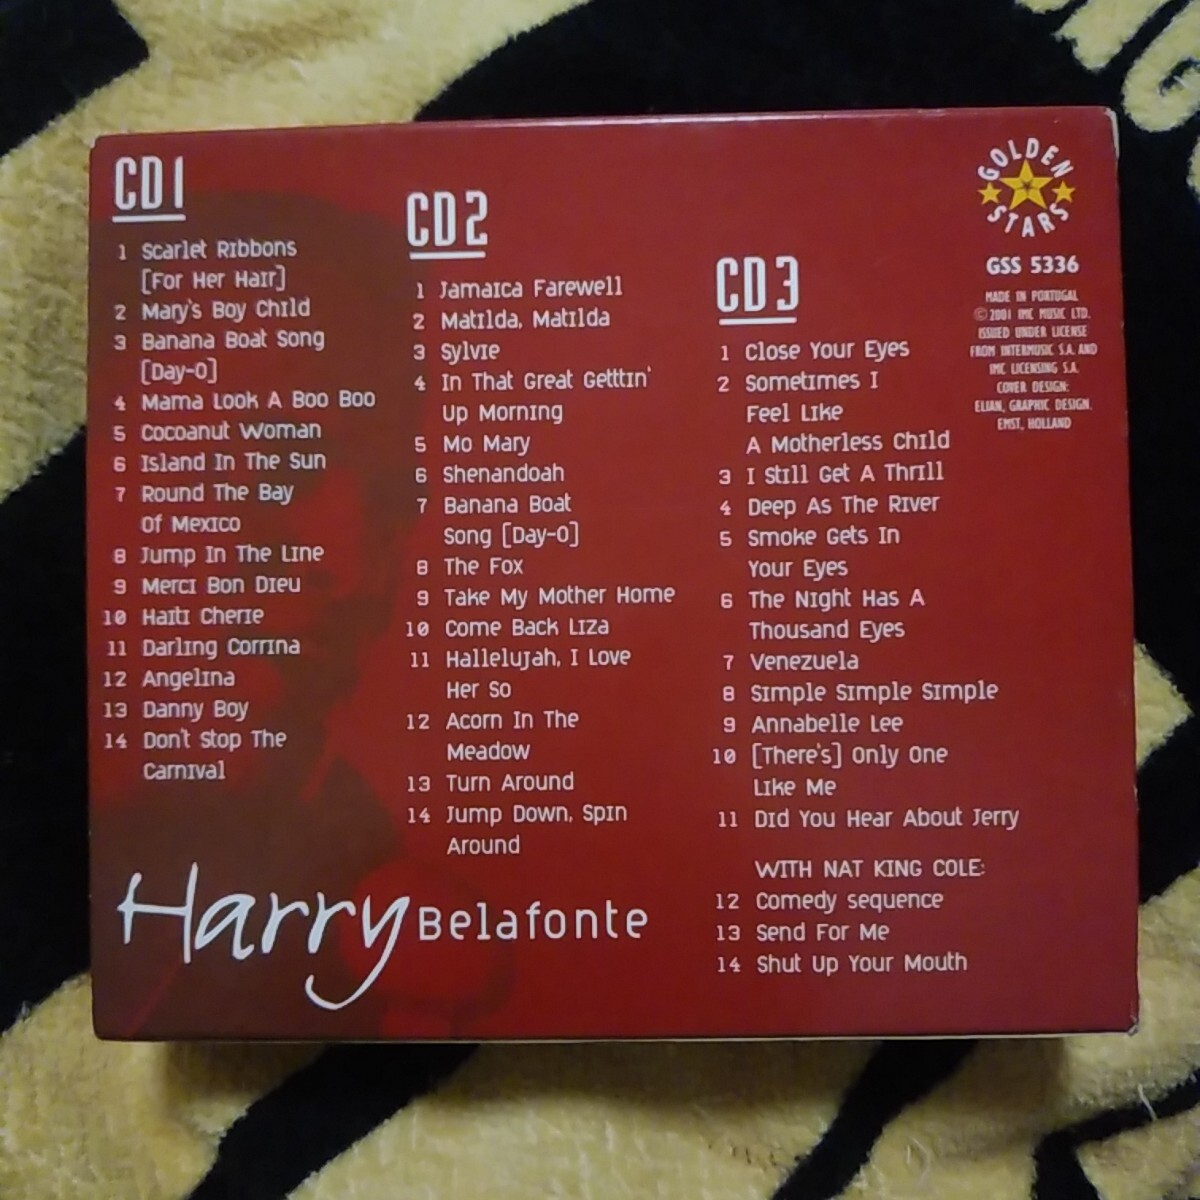 CD 1
1 Scarlet Ribbons
[For Her Hair]
2 Mary's Boy Child
3 Banana Boat Song
[Day-O]
4 Mama Look A Boo Boo
5 Cocoanut Woman
6 Island In The Sun
7 Round The Bay
Of Mexico
8 Jump In The Line
9 Merci Bon Dieu
10 Haiti Cherie
11 Darling Corrina
12 Angelina
13 Danny Boy
14 Don't Stop The
Carnival
CD 2
1 Jamaica Farewell
2 Matilda, Matilda
3 Sylvie
4 In That Great Getttin'
Up Morning
5 Mo Mary
6 Shenandoah
7 Banana Boat
Song [Day-O]
8 The Fox
9 Take My Mother Home
10 Come Back Liza
11 Hallelujah, I Love
Her So
12 Acorn In The
Meadow
13 Turn Around
14 Jump Down, Spin
Around
CD 3
1 Close Your Eyes
2 Sometimes I
Feel Like
A Motherless Child
3 I Still Get A Thrill
4 Deep As The River
5 Smoke Gets In
Your Eyes
6 The Night Has A
Thousand Eyes
7 Venezuela
8 Simple Simple Simple
9 Annabelle Lee
10 [There's] Only One
Like Me
11 Did You Hear About Jerry
WITH NAT KING COLE:
12 Comedy sequence
13 Send For Me
14 Shut Up Your Mouth
GOLDEN
STARS
GSS 5336
MADE IN PORTUGAL
©2001 IMC MUSIC LTD.
ISSUED UNDER LICENSE
FROM INTERMUSIC S.A. AND
IMC LICENSING S.A.
COVER DESIGN:
ELIAN, GRAPHIC DESIGN.
EMST, HOLLAND
Harry Belafonte